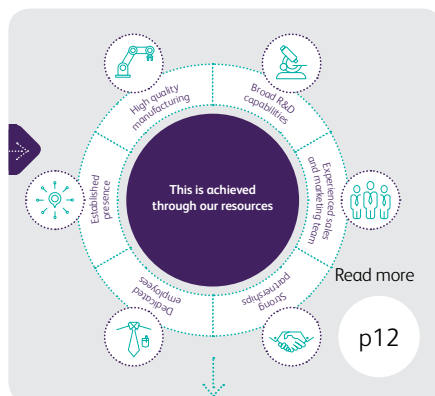 High quality
manufacturing
Broad R&D
capabilities
Experienced sales
and marketing team
Strong
partnerships
Dedicated
employees
Established
presence
This is achieved
through our resources
Read more
p12